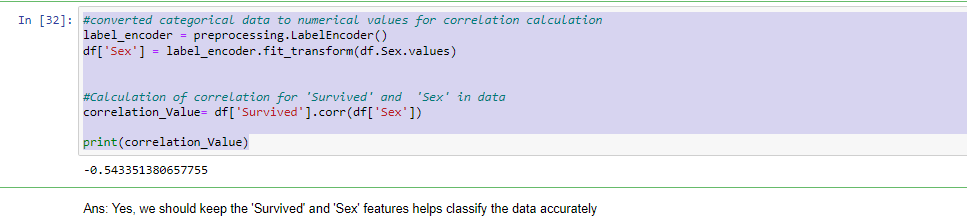 In [32]: #converted categorical data to numerical values for correlation calculation
label_encoder = preprocessing.LabelEncoder()
df['Sex'] = label_encoder.fit_transform(df.Sex.values)
#Calculation of correlation for 'Survived' and  'Sex' in data
correlation_Value= df['Survived'].corr(df['Sex'])
print(correlation_Value)
-0.543351380657755
Ans: Yes, we should keep the 'Survived' and 'Sex' features helps classify the data accurately